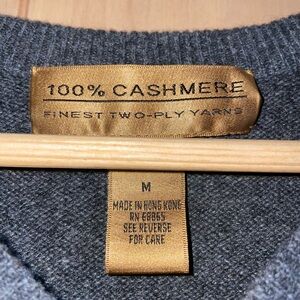 100% CASHMERE
FINEST TWO-PLY YARNS
M
MADE IN HONG KONG
RN 68865
SEE REVERSE
FOR CARE